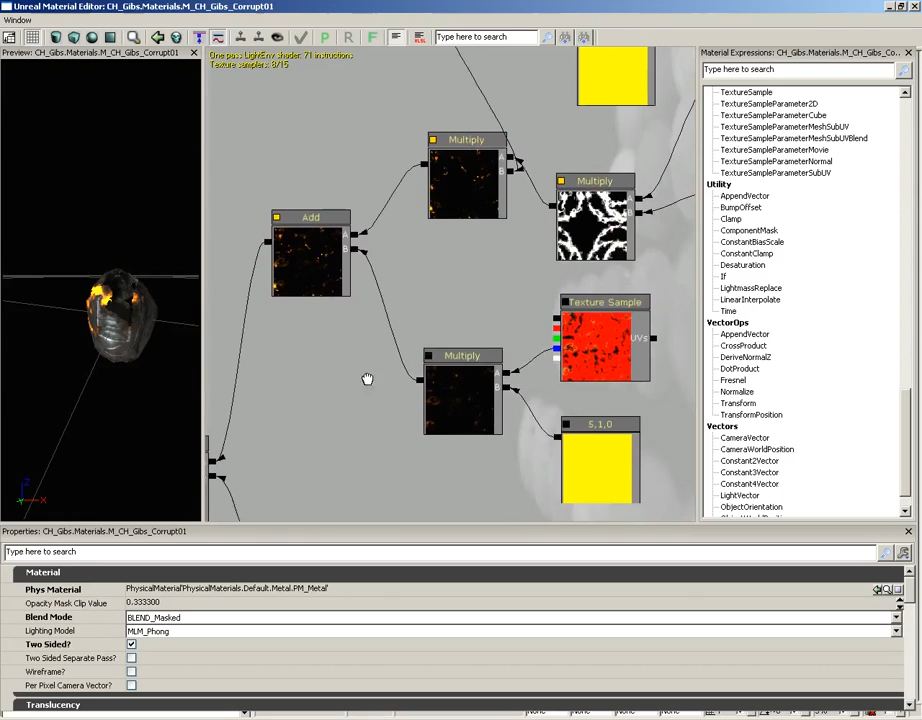 Unreal Material Editor: CH_Gibs.Materials.M_CH_Gibs_Corrupt01
Window
P
R
F
HLSL
Type here to search
Preview: CH_Gibs.Materials.M_CH_Gibs_Corrupt01
One pass LightEnv shader: 71 instructions
Texture samplers: 8/15
Multiply
A
B
Multiply
A
B
Add
A
B
Texture Sample
UVs
Multiply
A
B
5,1,0
Z
X
Material Expressions: CH_Gibs.Materials.M_CH_Gibs_Co...
Type here to search
TextureSample
TextureSampleParameter2D
TextureSampleParameterCube
TextureSampleParameterMeshSubUV
TextureSampleParameterMeshSubUVBlend
TextureSampleParameterMovie
TextureSampleParameterNormal
TextureSampleParameterSubUV
Utility
AppendVector
BumpOffset
Clamp
ComponentMask
ConstantBiasScale
ConstantClamp
Desaturation
If
LightmassReplace
LinearInterpolate
Time
VectorOps
AppendVector
CrossProduct
DeriveNormalZ
DotProduct
Fresnel
Normalize
Transform
TransformPosition
Vectors
CameraVector
CameraWorldPosition
Constant2Vector
Constant3Vector
Constant4Vector
LightVector
ObjectOrientation
Properties: CH_Gibs.Materials.M_CH_Gibs_Corrupt01
Type here to search
Material
Phys Material PhysicalMaterial'PhysicalMaterials.Default.Metal.PM_Metal'
Opacity Mask Clip Value 0.333300
Blend Mode BLEND_Masked
Lighting Model MLM_Phong
Two Sided?
Two Sided Separate Pass?
Wireframe?
Per Pixel Camera Vector?
Translucency